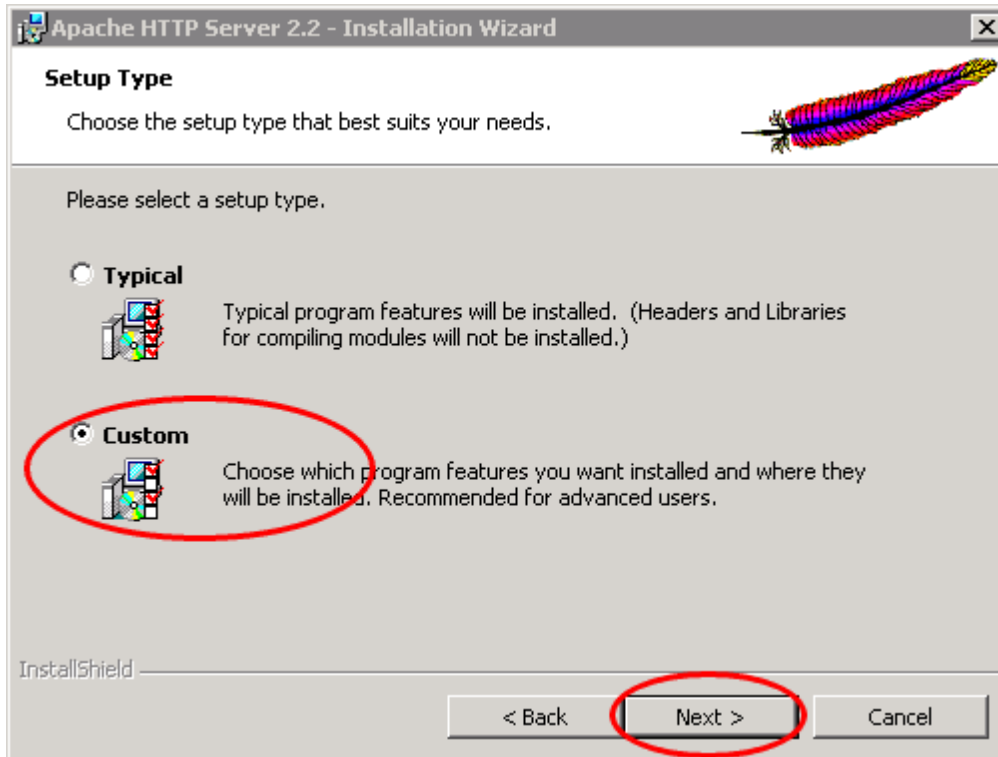 Apache HTTP Server 2.2 - Installation Wizard
Setup Type
Choose the setup type that best suits your needs.
Please select a setup type.
Typical
Typical program features will be installed. (Headers and Libraries
for compiling modules will not be installed.)
Custom
Choose which program features you want installed and where they
will be installed. Recommended for advanced users.
InstallShield
< Back
Next >
Cancel